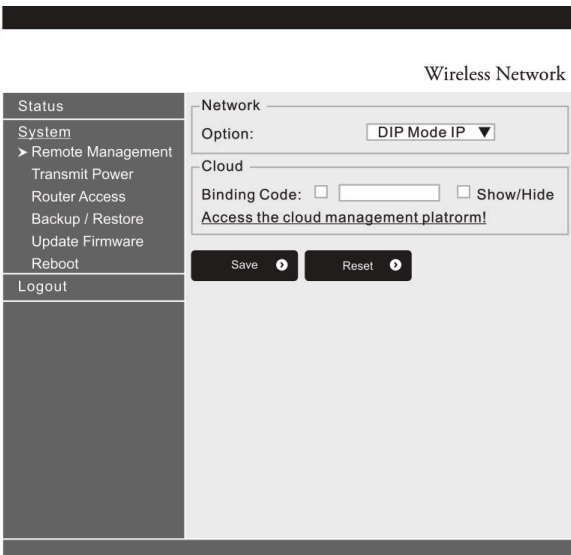 Wireless Network
Status
System
Remote Management
Transmit Power
Router Access
Backup / Restore
Update Firmware
Reboot
Logout
Network
Option: DIP Mode IP ▼
Cloud
Binding Code: Show/Hide
Access the cloud management platrorm!
Save Reset